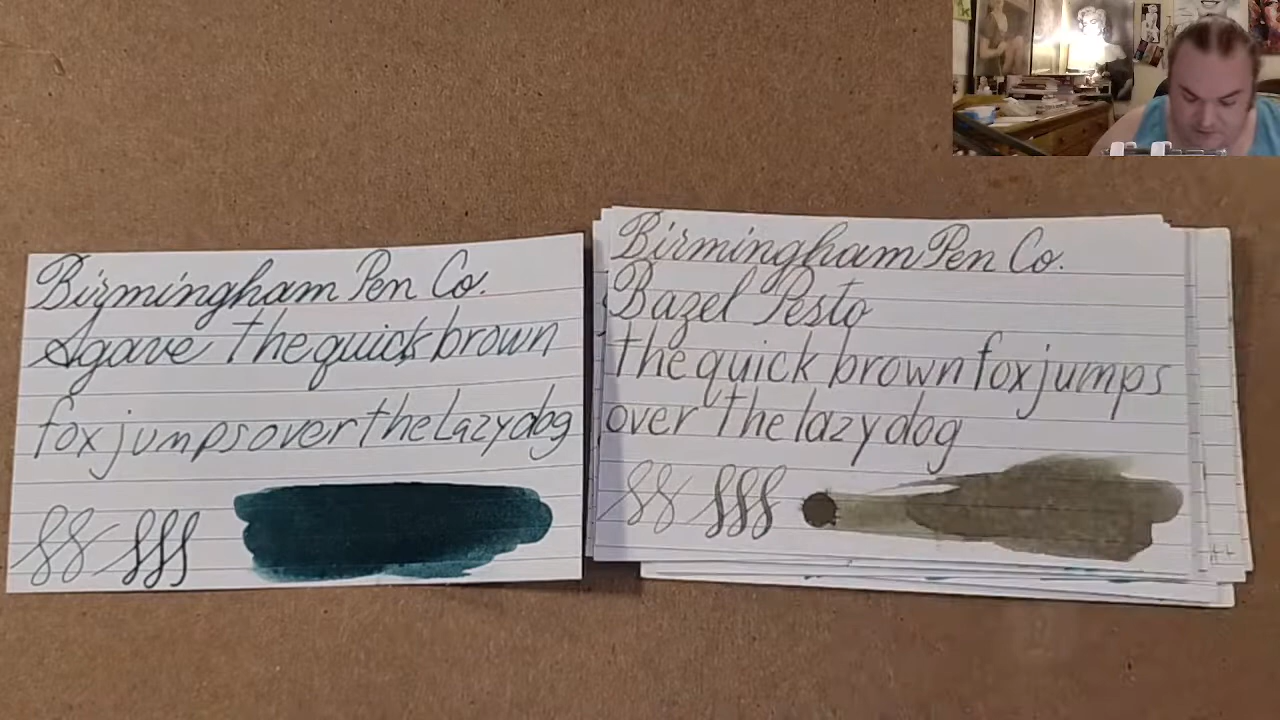 Birmingham Pen Co.
Agave the quick brown
fox jumps over the Lazy dog
Birmingham Pen Co.
Bazel Pesto
the quick brown fox jumps
over the lazy dog